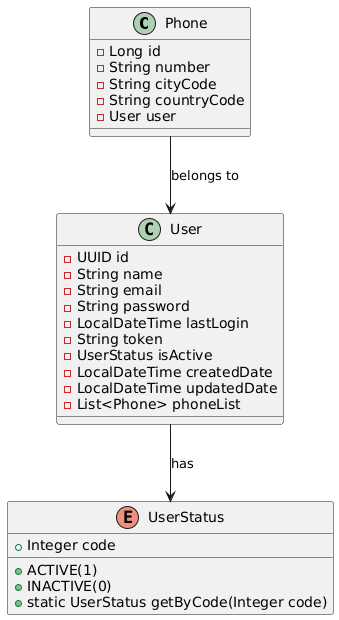 C Phone
Long id
String number
String cityCode
String countryCode
User user
belongs to
C User
UUID id
String name
String email
String password
LocalDateTime lastLogin
String token
UserStatus isActive
LocalDateTime createdDate
LocalDateTime updatedDate
List<Phone> phoneList
has
E UserStatus
Integer code
ACTIVE(1)
INACTIVE(0)
static UserStatus getByCode(Integer code)